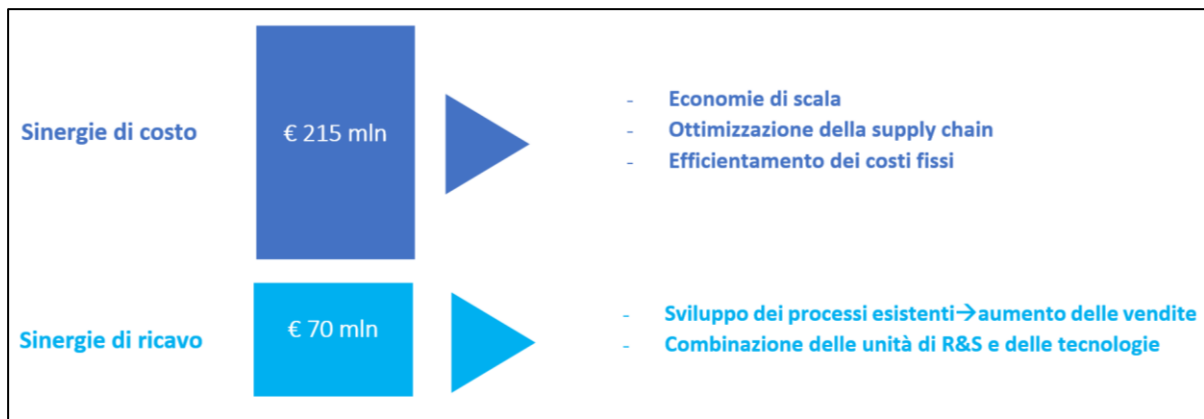 Sinergie di costo
€ 215 mln
- Economie di scala
- Ottimizzazione della supply chain
- Efficientamento dei costi fissi
Sinergie di ricavo
€ 70 mln
- Sviluppo dei processi esistenti→aumento delle vendite
- Combinazione delle unità di R&S e delle tecnologie